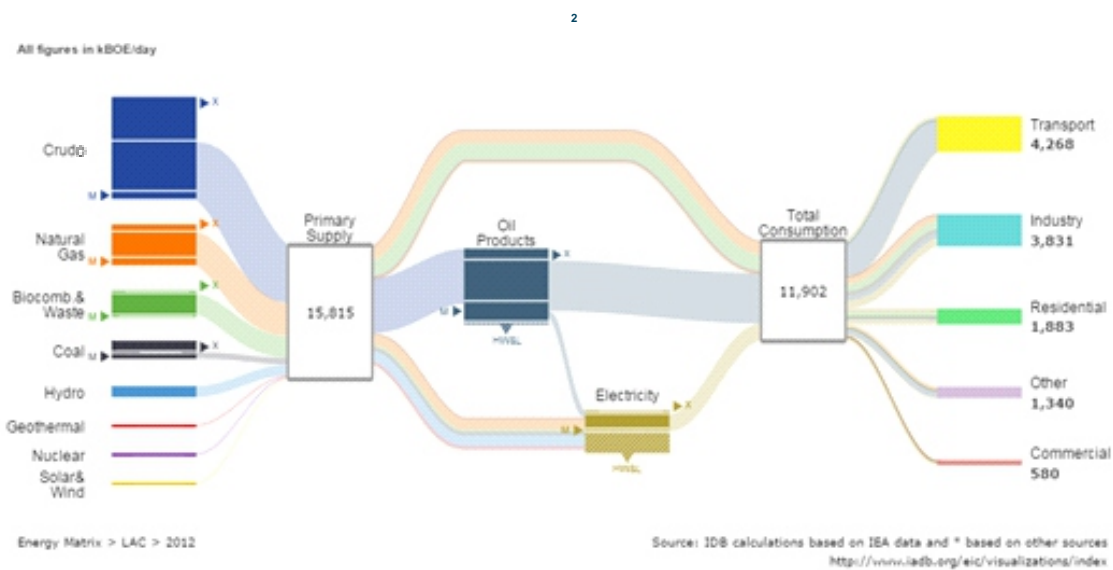 2
All figures in kBOE/day
Crude
X
M
Natural
Gas
X
M
Biocomb.&
Waste
X
M
Coal
X
M
Hydro
Geothermal
Nuclear
Solar&
Wind
Primary
Supply
15,815
Oil
Products
X
M
HW&L
Electricity
X
M
HW&L
Total
Consumption
11,902
Transport
4,268
Industry
3,831
Residential
1,883
Other
1,340
Commercial
580
Energy Matrix > LAC > 2012
Source: IDB calculations based on IEA data and * based on other sources
http://www.iadb.org/eic/visualizations/index